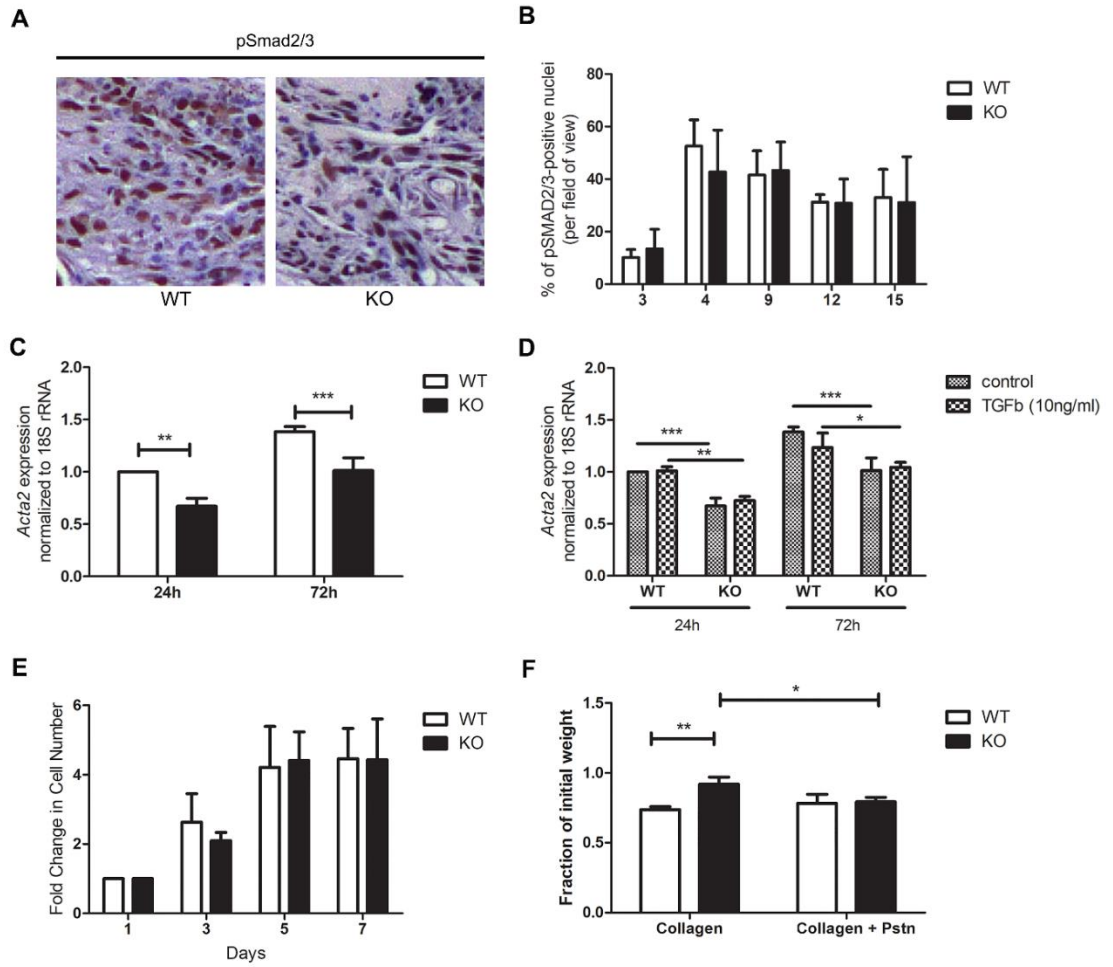 A
pSmad2/3
WT
KO
B
% of pSMAD2/3-positive nuclei
(per field of view)
80
60
40
20
0
3
4
9
12
15
WT
KO
C
Acta2 expression
normalized to 18S rRNA
2.0
1.5
1.0
0.5
0.0
**
***
24h
72h
WT
KO
D
Acta2 expression
normalized to 18S rRNA
2.0
1.5
1.0
0.5
0.0
***
**
***
*
WT
KO
WT
KO
24h
72h
control
TGFb (10ng/ml)
E
Fold Change in Cell Number
6
4
2
0
1
3
5
7
Days
WT
KO
F
Fraction of initial weight
1.5
1.0
0.5
0.0
**
*
Collagen
Collagen + Pstn
WT
KO